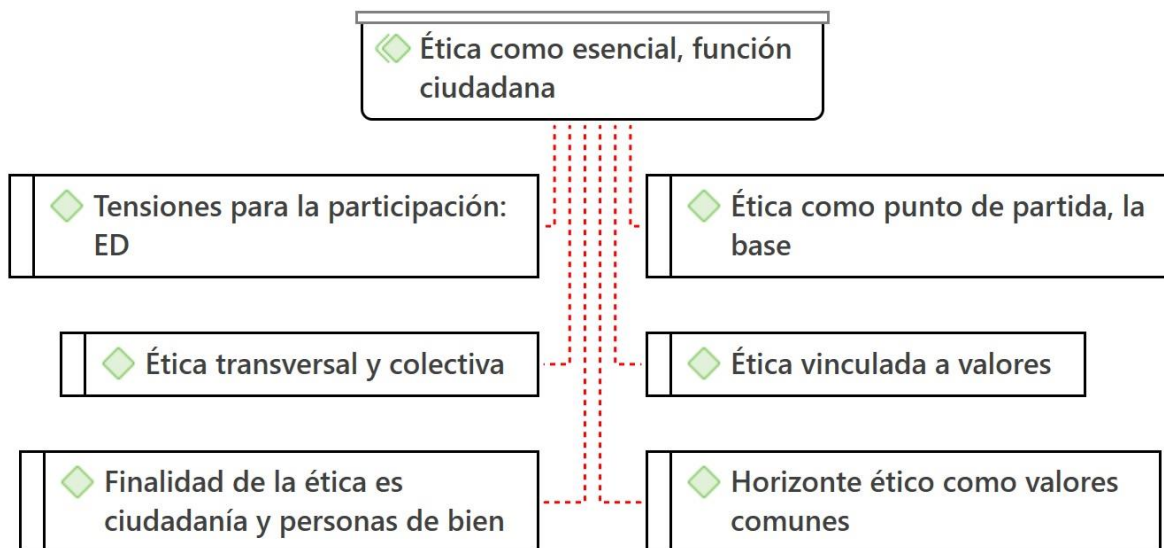 Ética como esencial, función
ciudadana
Tensiones para la participación:
ED
Ética como punto de partida, la
base
Ética transversal y colectiva
Ética vinculada a valores
Finalidad de la ética es
ciudadanía y personas de bien
Horizonte ético como valores
comunes